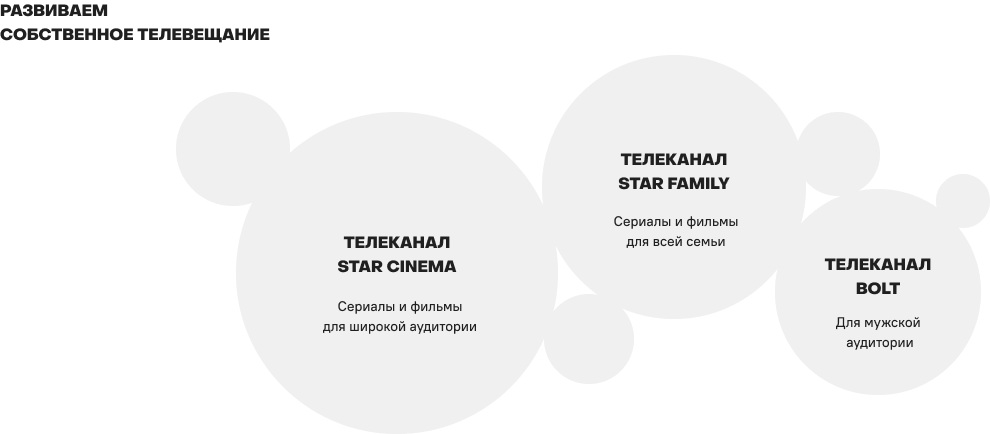 РАЗВИВАЕМ
СОБСТВЕННОЕ ТЕЛЕВЕЩАНИЕ
ТЕЛЕКАНАЛ
STAR CINEMA
Сериалы и фильмы
для широкой аудитории
ТЕЛЕКАНАЛ
STAR FAMILY
Сериалы и фильмы
для всей семьи
ТЕЛЕКАНАЛ
BOLT
Для мужской
аудитории